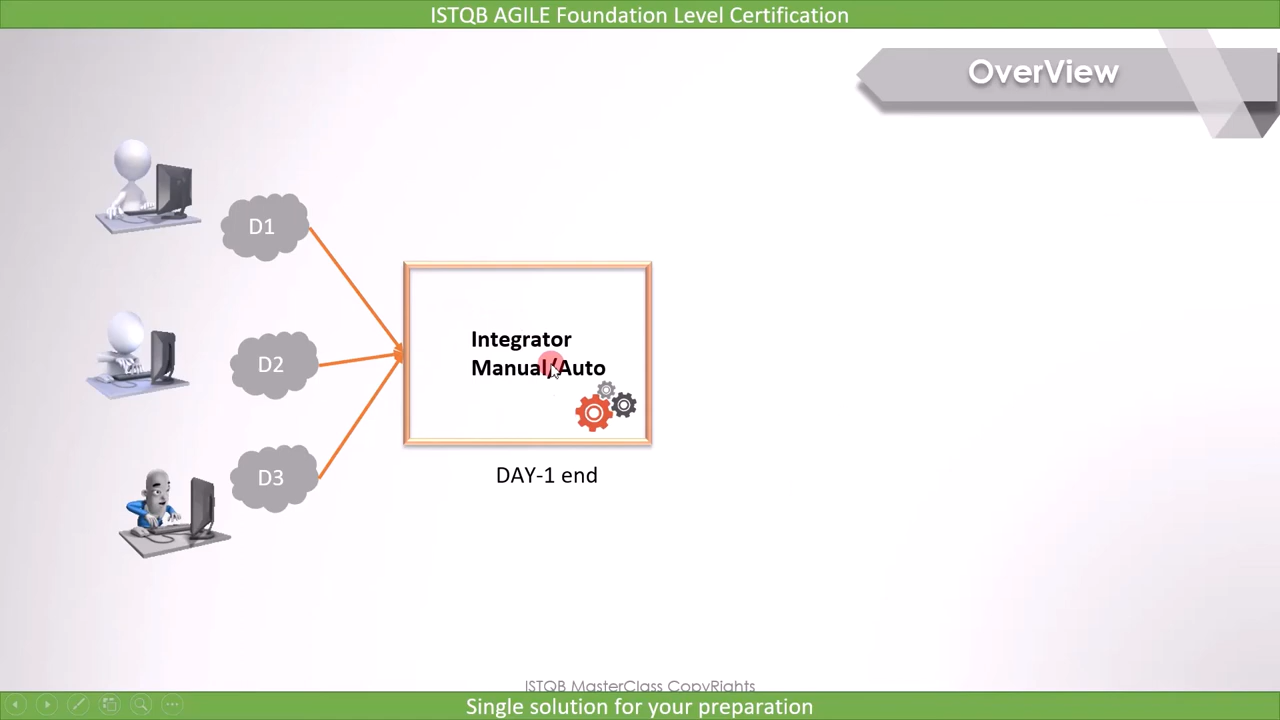 ISTQB AGILE Foundation Level Certification
OverView
D1
D2
D3
Integrator
Manual/Auto
DAY-1 end
ISTQB MasterClass CopyRights
Single solution for your preparation